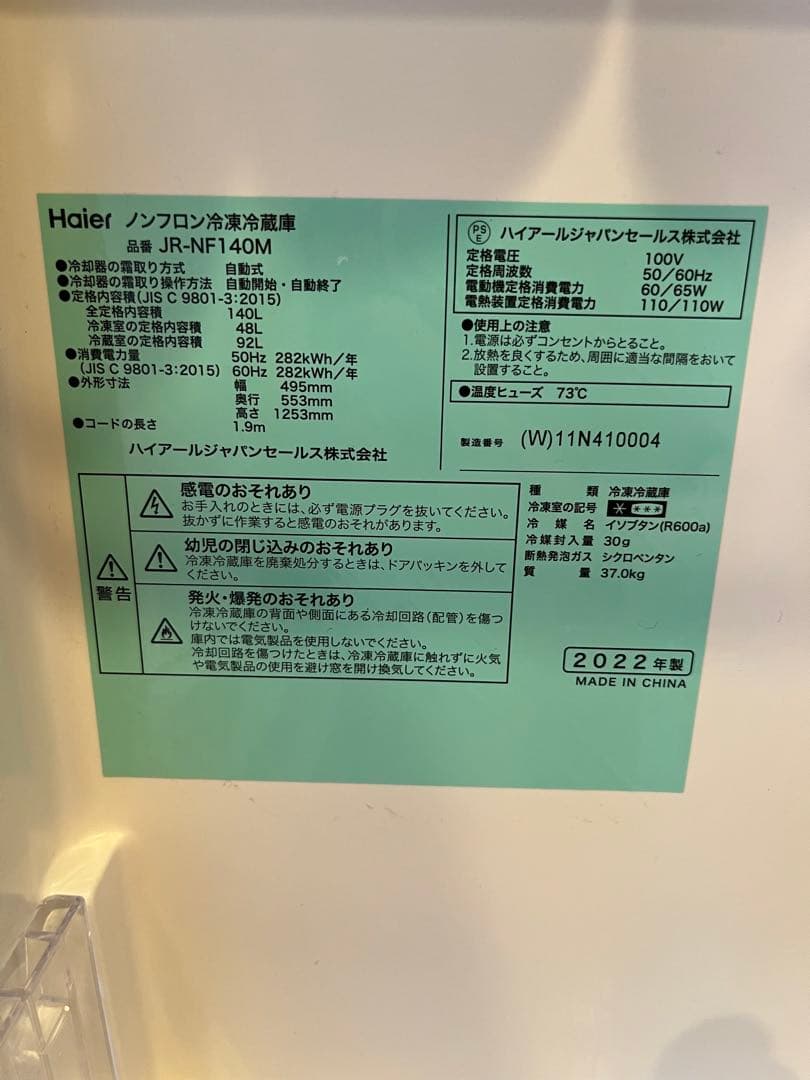 Haier ノンフロン冷凍冷蔵庫
品番 JR-NF140M
●冷却器の霜取り方式 自動式
●冷却器の霜取り操作方法 自動開始・自動終了
●定格内容積(JIS C 9801-3:2015)
全定格内容積 140L
冷凍室の定格内容積 48L
冷蔵室の定格内容積 92L
●消費電力量 50Hz 282kWh/年
(JIS C 9801-3:2015) 60Hz 282kWh/年
●外形寸法 幅 495mm
奥行 553mm
高さ 1253mm
●コードの長さ 1.9m
ハイアールジャパンセールス株式会社
PS
E ハイアールジャパンセールス株式会社
定格電圧 100V
定格周波数 50/60Hz
電動機定格消費電力 60/65W
電熱装置定格消費電力 110/110W
●使用上の注意
1.電源は必ずコンセントからとること。
2.放熱を良くするため、周囲に適当な間隔をおいて
設置すること。
●温度ヒューズ 73℃
製造番号 (W)11N410004
警告
感電のおそれあり
お手入れのときには、必ず電源プラグを抜いてください。
抜かずに作業すると感電のおそれがあります。
幼児の閉じ込みのおそれあり
冷凍冷蔵庫を廃棄処分するときは、ドアパッキンを外して
ください。
発火・爆発のおそれあり
冷凍冷蔵庫の背面や側面にある冷却回路(配管)を傷つ
けないでください。
庫内では電気製品を使用しないでください。
冷却回路を傷つけたときは、冷凍冷蔵庫に触れずに火気
や電気製品の使用を避け窓を開け換気してください。
種類 冷凍冷蔵庫
冷凍室の記号 * ***
冷媒名 イソブタン(R600a)
冷媒封入量 30g
断熱発泡ガス シクロペンタン
質量 37.0kg
2022年製
MADE IN CHINA